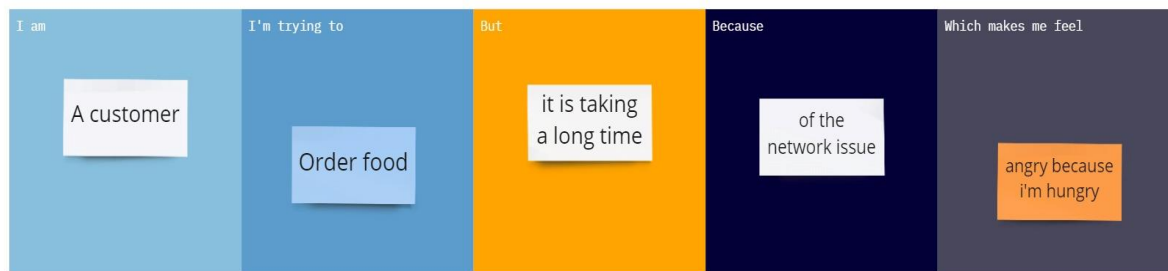 I am
A customer
I'm trying to
Order food
But
it is taking
a long time
Because
of the
network issue
Which makes me feel
angry because
i'm hungry